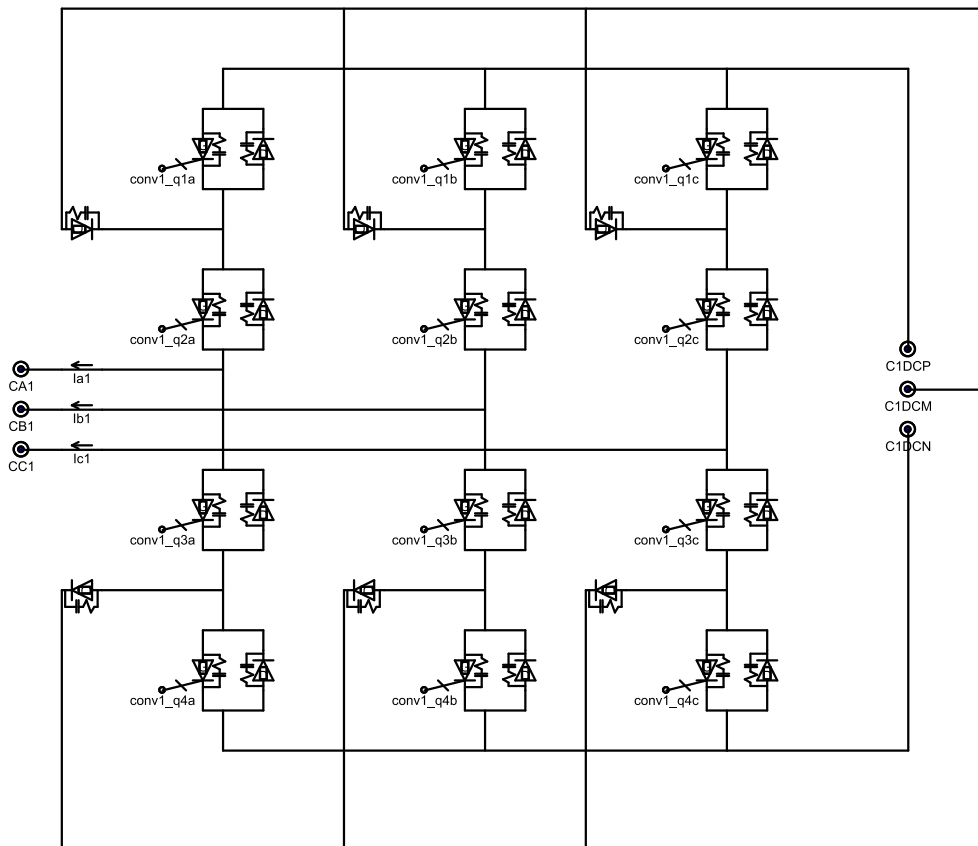 conv1_q1a
conv1_q1b
conv1_q1c
conv1_q2a
conv1_q2b
conv1_q2c
C1DCP
CA1
Ia1
C1DCM
CB1
Ib1
C1DCN
CC1
Ic1
conv1_q3a
conv1_q3b
conv1_q3c
conv1_q4a
conv1_q4b
conv1_q4c